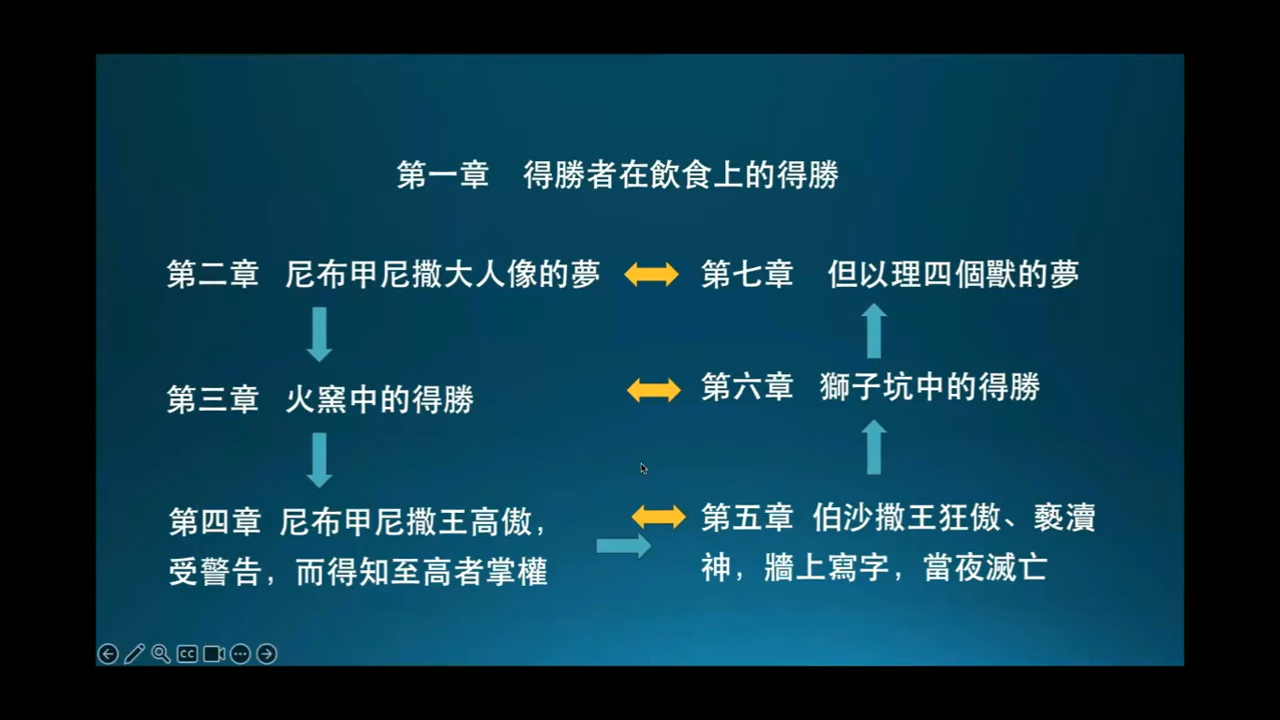 第一章 得勝者在飲食上的得勝
第二章 尼布甲尼撒大人像的夢
第七章 但以理四個獸的夢
第三章 火窯中的得勝
第六章 獅子坑中的得勝
第四章 尼布甲尼撒王高傲，
受警告，而得知至高者掌權
第五章 伯沙撒王狂傲、褻瀆
神，牆上寫字，當夜滅亡
CC